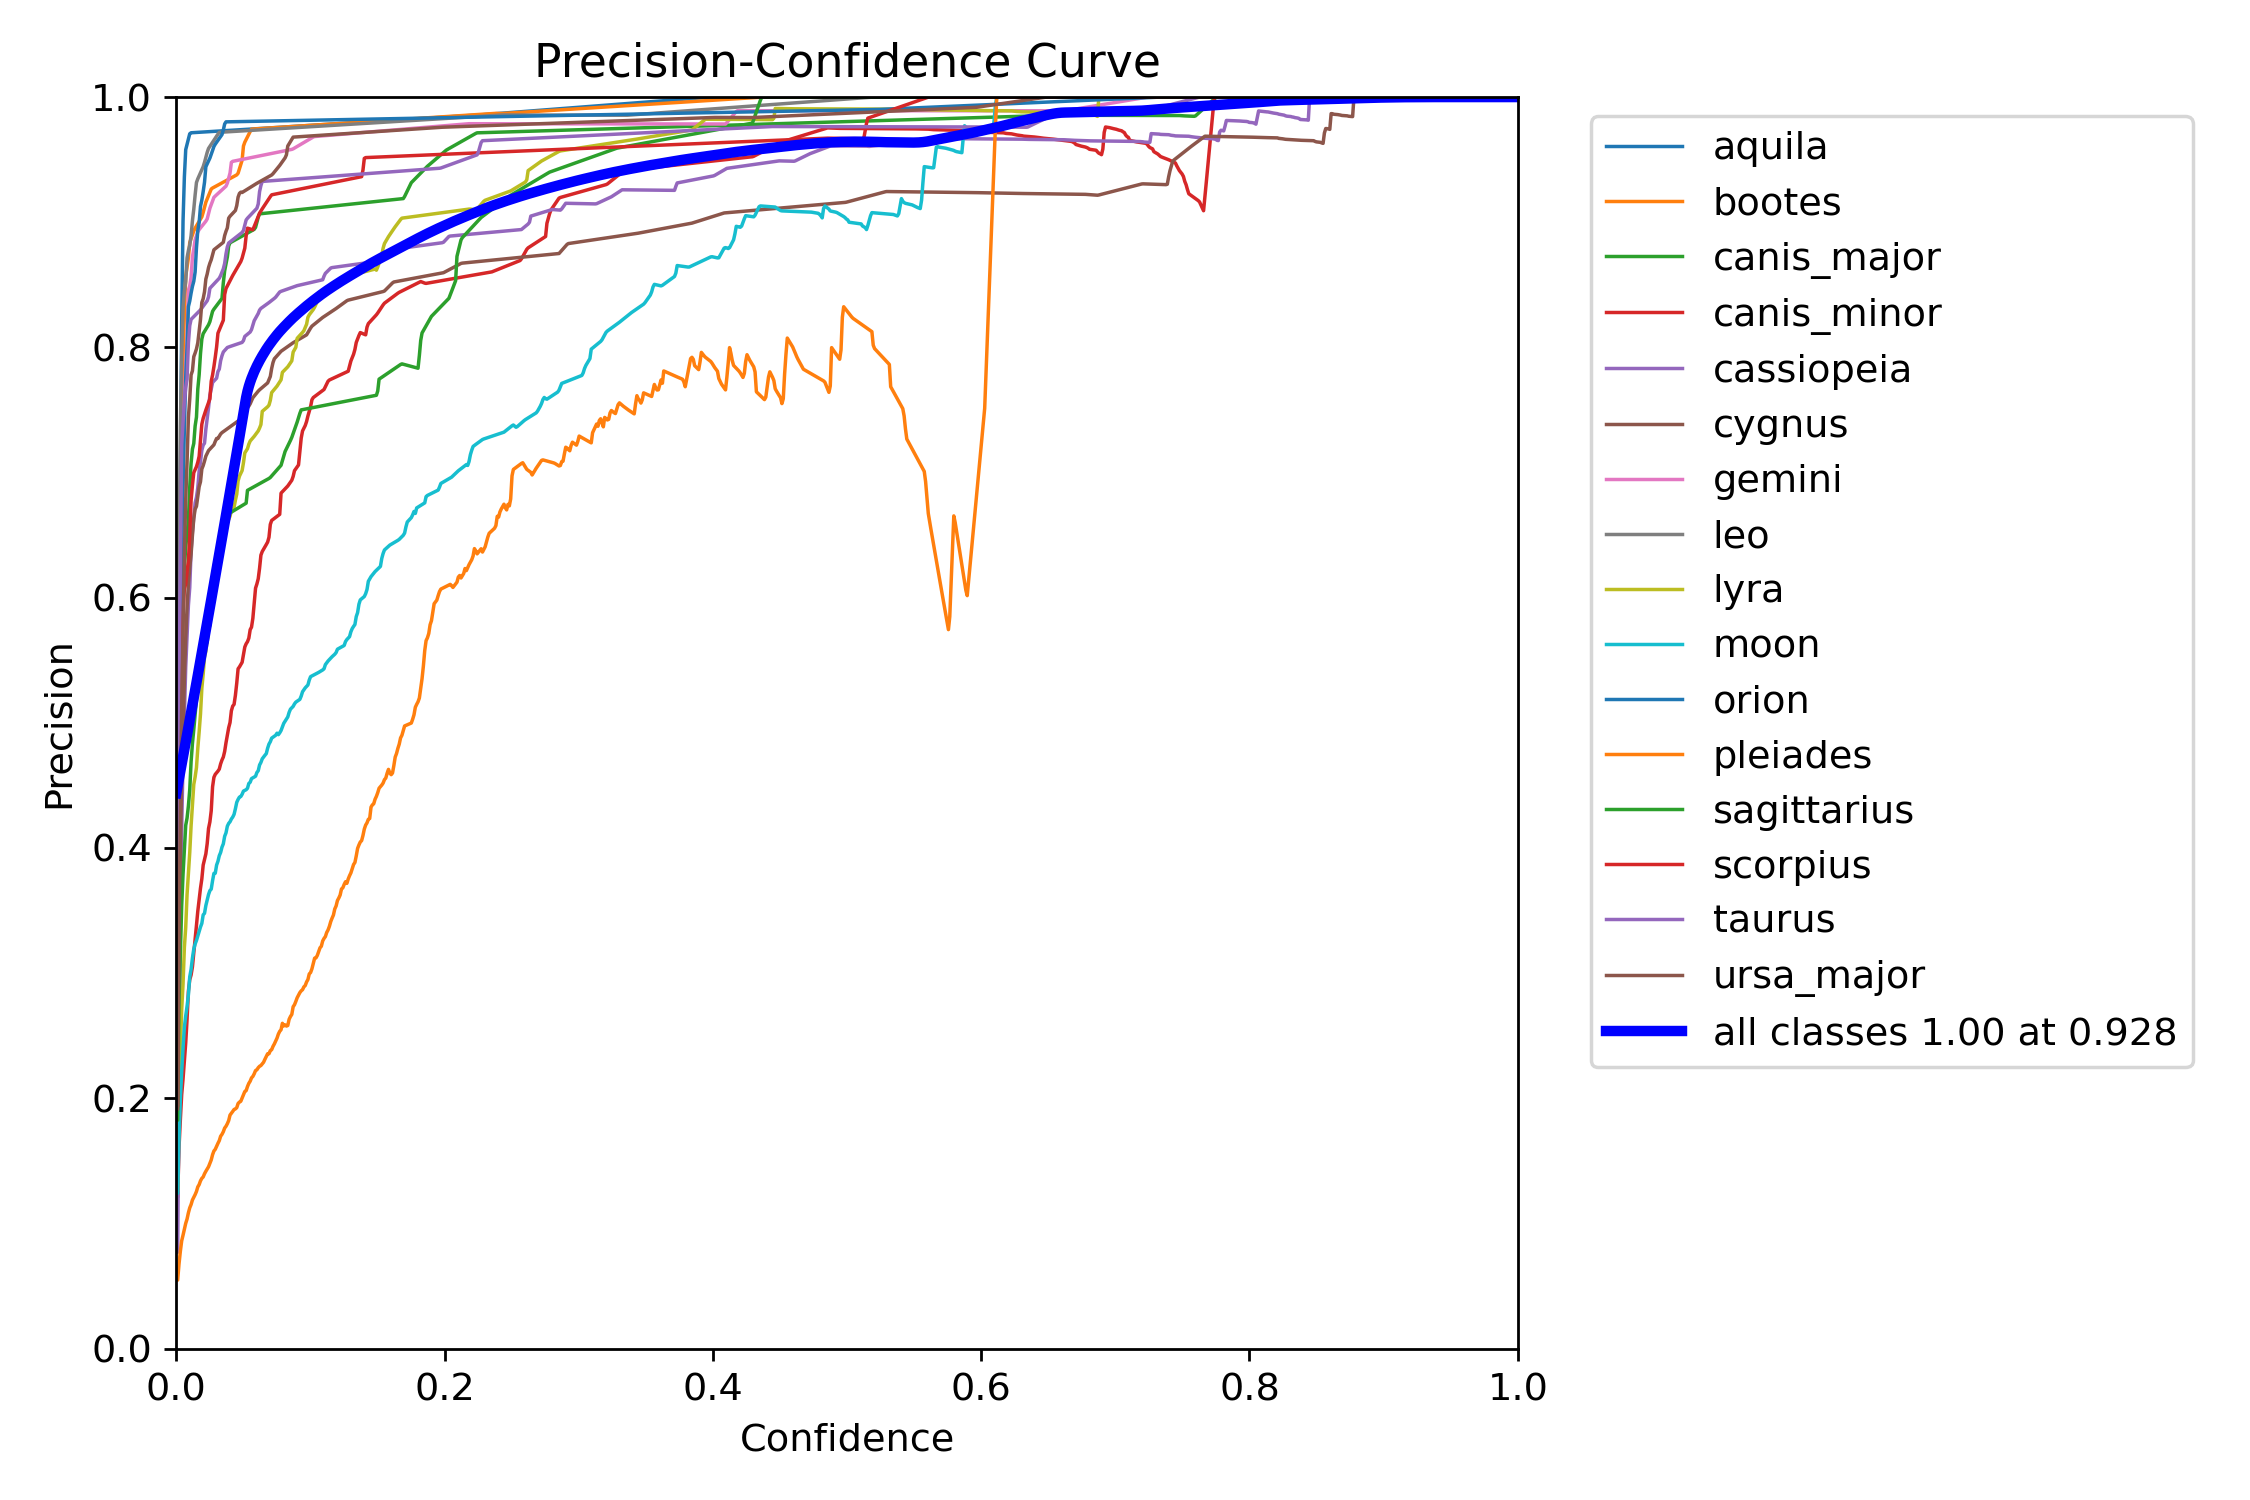 Precision-Confidence Curve
1.0
0.8
0.6
0.4
0.2
0.0
Precision
0.0 0.2 0.4 0.6 0.8 1.0
Confidence
aquila
bootes
canis_major
canis_minor
cassiopeia
cygnus
gemini
leo
lyra
moon
orion
pleiades
sagittarius
scorpius
taurus
ursa_major
all classes 1.00 at 0.928